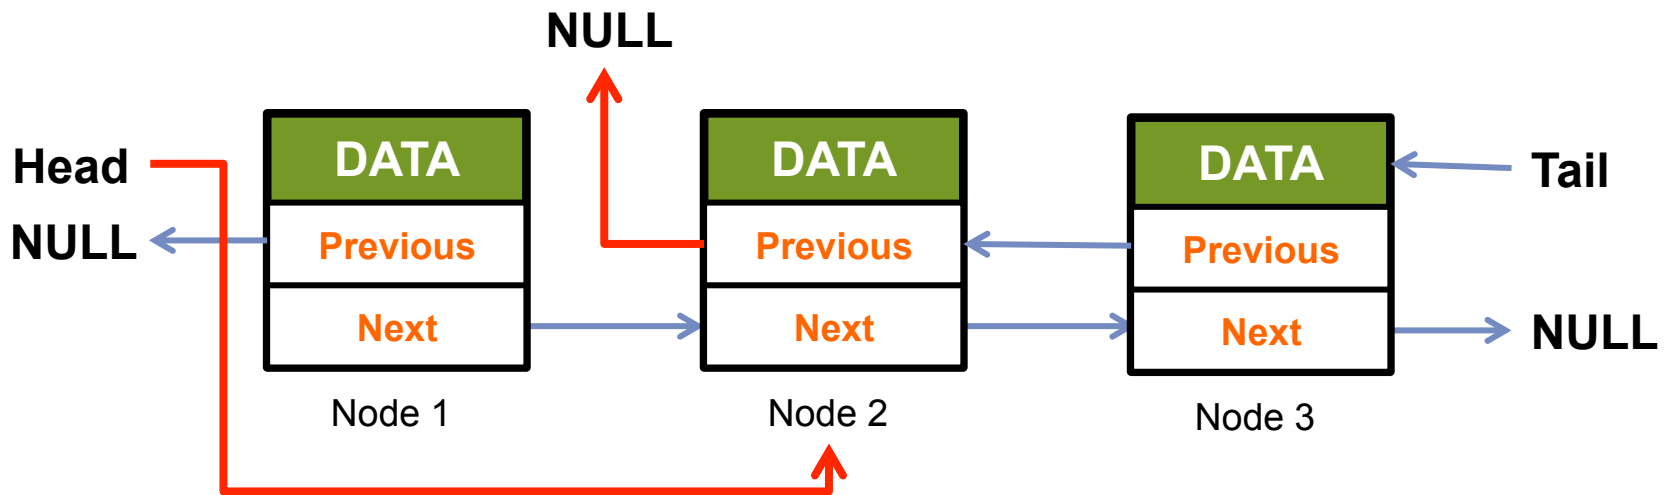 NULL
Head
NULL
DATA
Previous
Next
Node 1
DATA
Previous
Next
Node 2
DATA
Previous
Next
Node 3
Tail
NULL